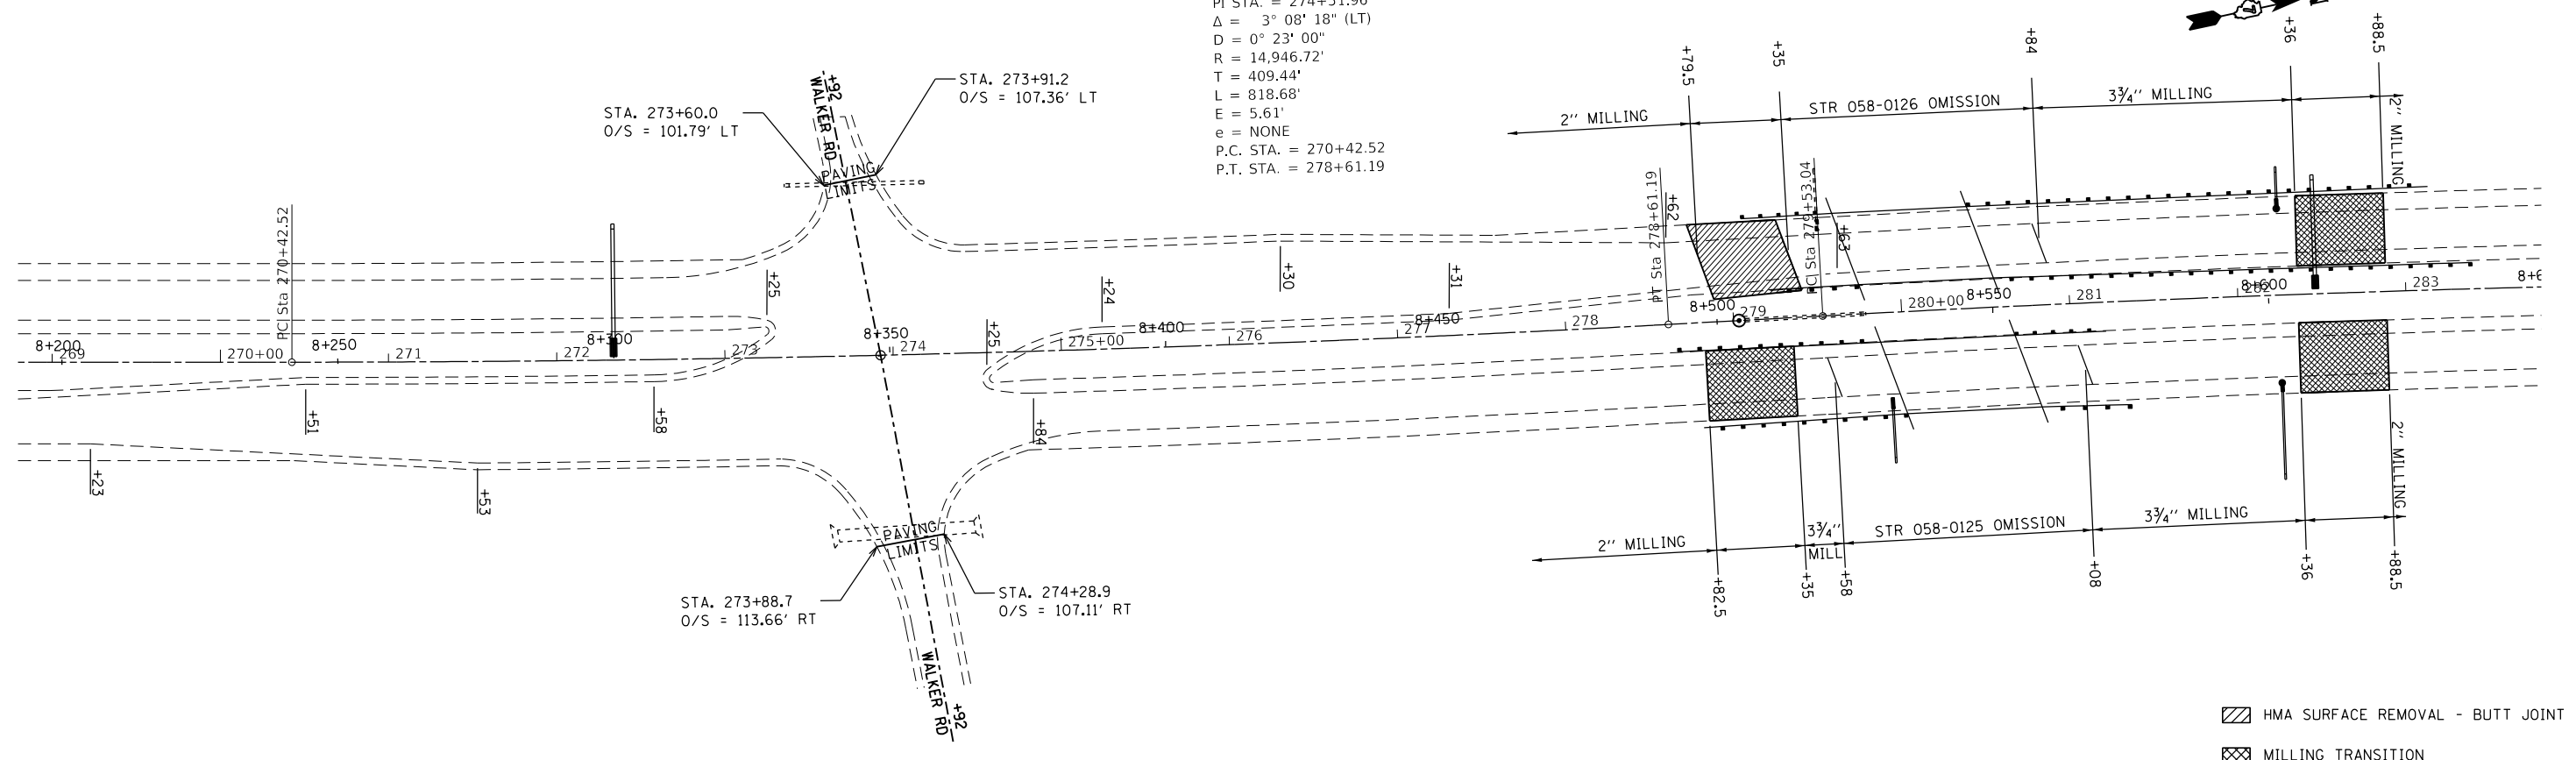 PI STA. = 274+51.96
Δ = 3° 08' 18" (LT)
D = 0° 23' 00"
R = 14,946.72'
T = 409.44'
L = 818.68'
E = 5.61'
e = NONE
P.C. STA. = 270+42.52
P.T. STA. = 278+61.19
STA. 273+60.0
O/S = 101.79' LT
STA. 273+91.2
O/S = 107.36' LT
+92
WALKER RD
PAVING
LIMITS
+79.5
+35
+84
+36
+88.5
2'' MILLING
STR 058-0126 OMISSION
3¾'' MILLING
2'' MILLING
PC Sta 270+42.52
PT Sta 278+61.19
+62
PC Sta 279+53.04
+63
+25
+24
+30
+31
+25
8+200
8+250
8+300
8+350
8+400
8+450
8+500
8+550
8+600
269
270+00
271
272
273
274
275+00
276
277
278
279
280+00
281
282
283
+23
+51
+53
+58
+84
PAVING
LIMITS
STA. 273+88.7
O/S = 113.66' RT
STA. 274+28.9
O/S = 107.11' RT
WALKER RD
+92
2'' MILLING
3¾''
MILL
STR 058-0125 OMISSION
3¾'' MILLING
2'' MILLING
+82.5
+35
+58
+08
+36
+88.5
HMA SURFACE REMOVAL - BUTT JOINT
MILLING TRANSITION